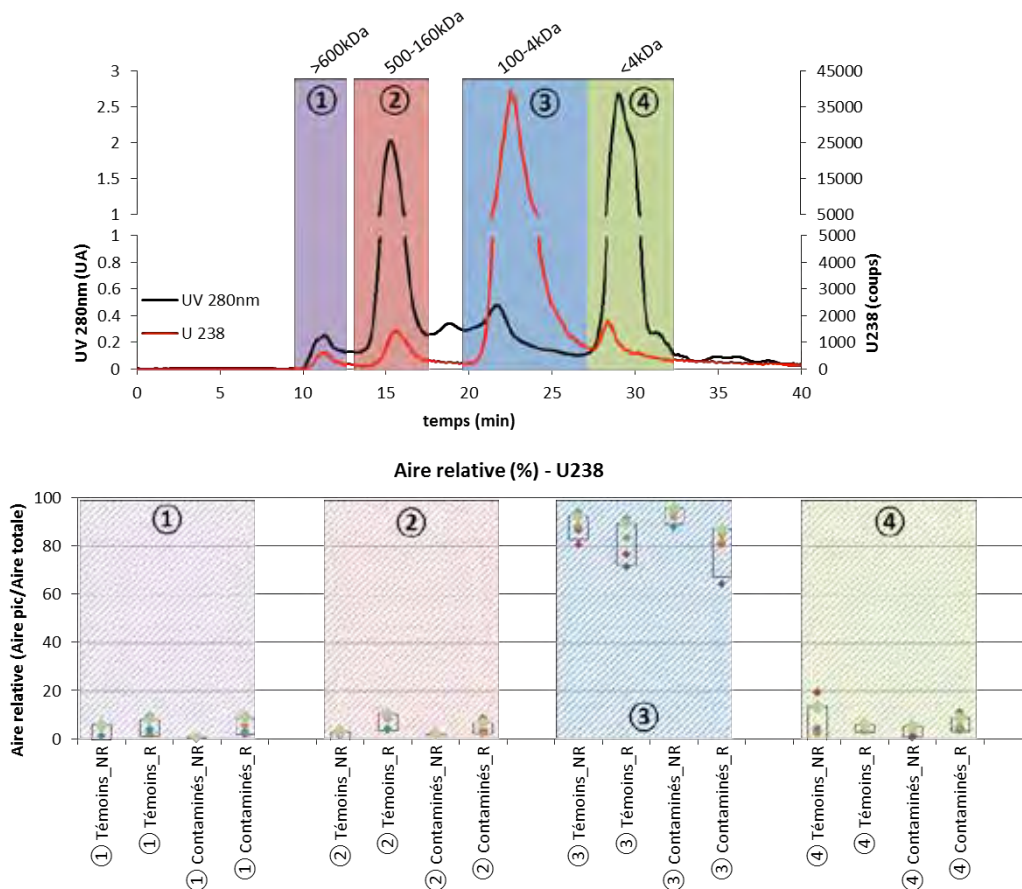 >600kDa
500-160kDa
100-4kDa
<4kDa
① ② ③ ④
3
2.5
2
1.5
1
1
0.8
0.6
0.4
0.2
0
UV 280nm (UA)
45000
35000
25000
15000
5000
5000
4000
3000
2000
1000
0
U238 (coups)
UV 280nm
U 238
0 5 10 15 20 25 30 35 40
temps (min)
Aire relative (%) - U238
Aire relative (Aire pic/Aire totale)
100
80
60
40
20
0
① ② ③ ④
① Témoins_NR
① Témoins_R
① Contaminés_NR
① Contaminés_R
② Témoins_NR
② Témoins_R
② Contaminés_NR
② Contaminés_R
③ Témoins_NR
③ Témoins_R
③ Contaminés_NR
③ Contaminés_R
④ Témoins_NR
④ Témoins_R
④ Contaminés_NR
④ Contaminés_R